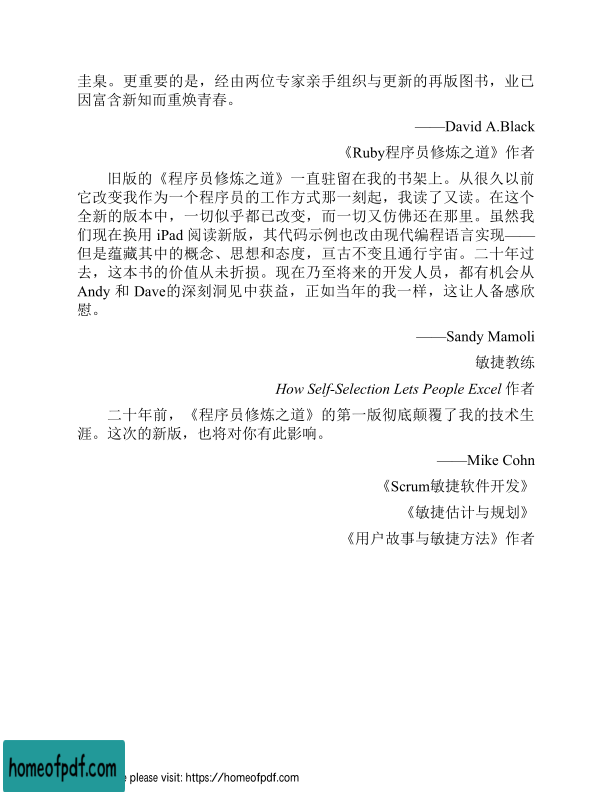 圭臬。更重要的是，经由两位专家亲手组织与更新的再版图书，业已
因富含新知而重焕青春。
——David A.Black
《Ruby程序员修炼之道》作者
旧版的《程序员修炼之道》一直驻留在我的书架上。从很久以前
它改变我作为一个程序员的工作方式那一刻起，我读了又读。在这个
全新的版本中，一切似乎都已改变，而一切又仿佛还在那里。虽然我
们现在换用 iPad 阅读新版，其代码示例也改由现代编程语言实现——
但是蕴藏其中的概念、思想和态度，亘古不变且通行宇宙。二十年过
去，这本书的价值从未折损。现在乃至将来的开发人员，都有机会从
Andy 和 Dave的深刻洞见中获益，正如当年的我一样，这让人备感欣
慰。
——Sandy Mamoli
敏捷教练
How Self-Selection Lets People Excel 作者
二十年前，《程序员修炼之道》的第一版彻底颠覆了我的技术生
涯。这次的新版，也将对你有此影响。
——Mike Cohn
《Scrum敏捷软件开发》
《敏捷估计与规划》
《用户故事与敏捷方法》作者
homeofpdf.com
e please visit: https://homeofpdf.com